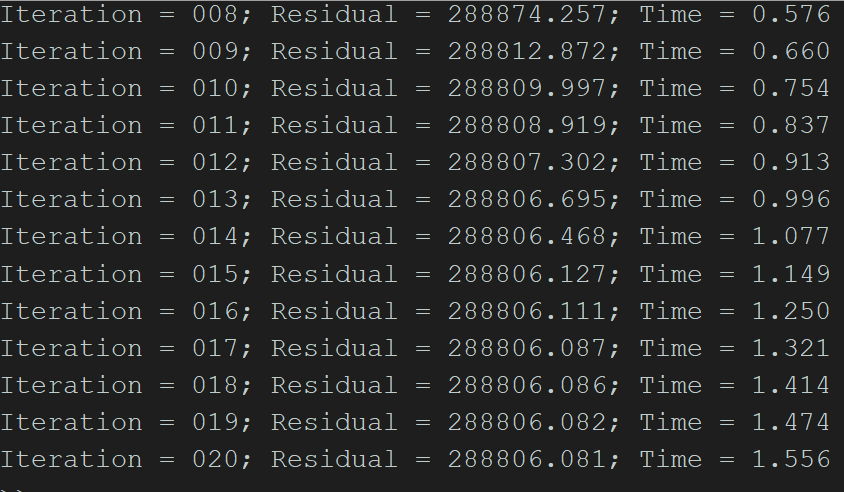 Iteration = 008; Residual = 288874.257; Time = 0.576
Iteration = 009; Residual = 288812.872; Time = 0.660
Iteration = 010; Residual = 288809.997; Time = 0.754
Iteration = 011; Residual = 288808.919; Time = 0.837
Iteration = 012; Residual = 288807.302; Time = 0.913
Iteration = 013; Residual = 288806.695; Time = 0.996
Iteration = 014; Residual = 288806.468; Time = 1.077
Iteration = 015; Residual = 288806.127; Time = 1.149
Iteration = 016; Residual = 288806.111; Time = 1.250
Iteration = 017; Residual = 288806.087; Time = 1.321
Iteration = 018; Residual = 288806.086; Time = 1.414
Iteration = 019; Residual = 288806.082; Time = 1.474
Iteration = 020; Residual = 288806.081; Time = 1.556